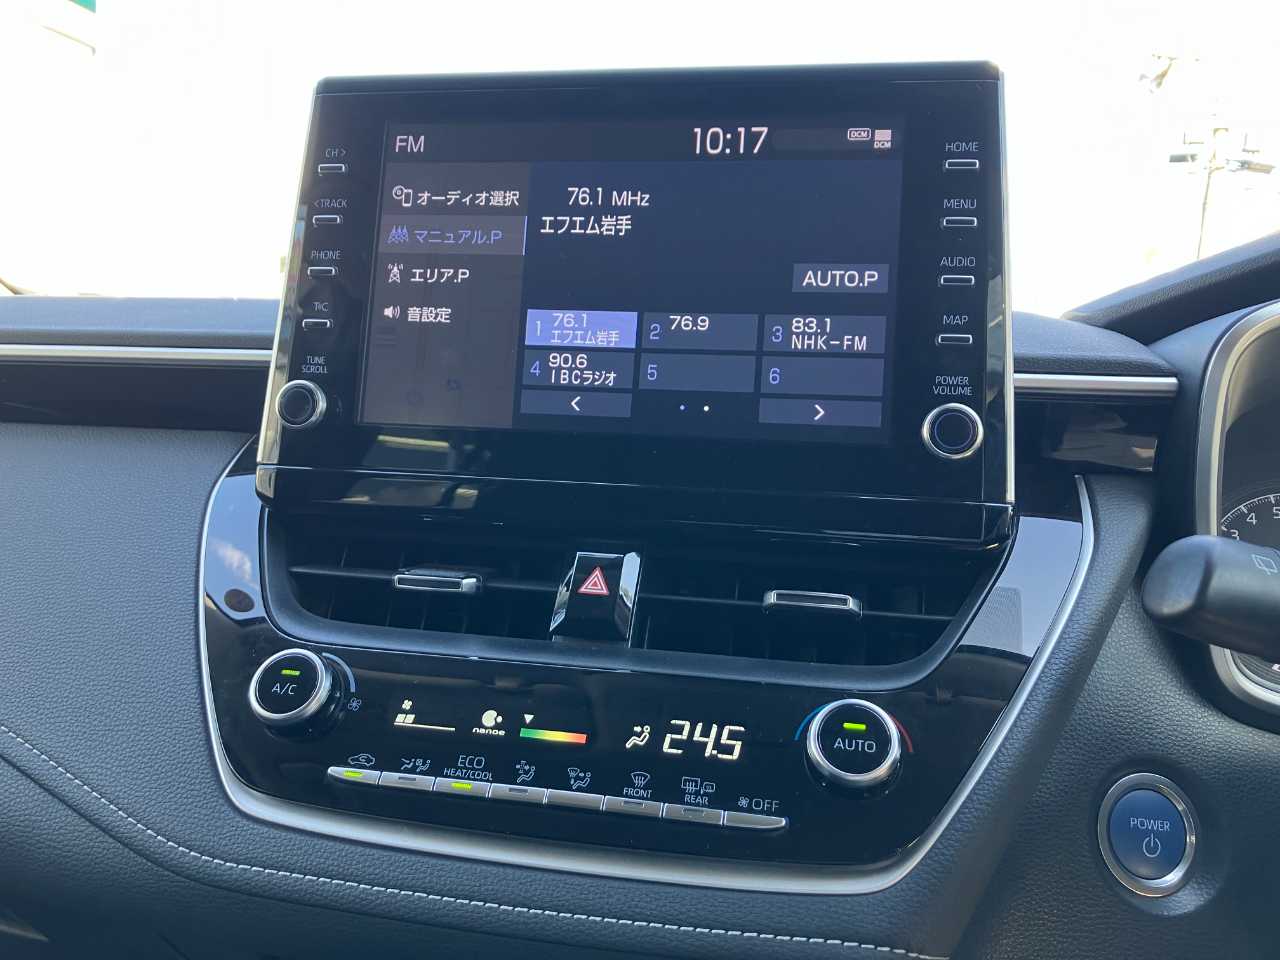 FM
10:17
DCM
DCM
オーディオ選択
マニュアル.P
エリア.P
音設定
76.1 MHz
エフエム岩手
AUTO.P
1 76.1
エフエム岩手
2 76.9
3 83.1
NHK-FM
4 90.6
IBCラジオ
5
6
<
>
CH >
< TRACK
PHONE
T&C
TUNE
SCROLL
HOME
MENU
AUDIO
MAP
POWER
VOLUME
A/C
nanoe
24.5
AUTO
ECO
HEAT/COOL
FRONT
REAR
OFF
POWER
3
4
5